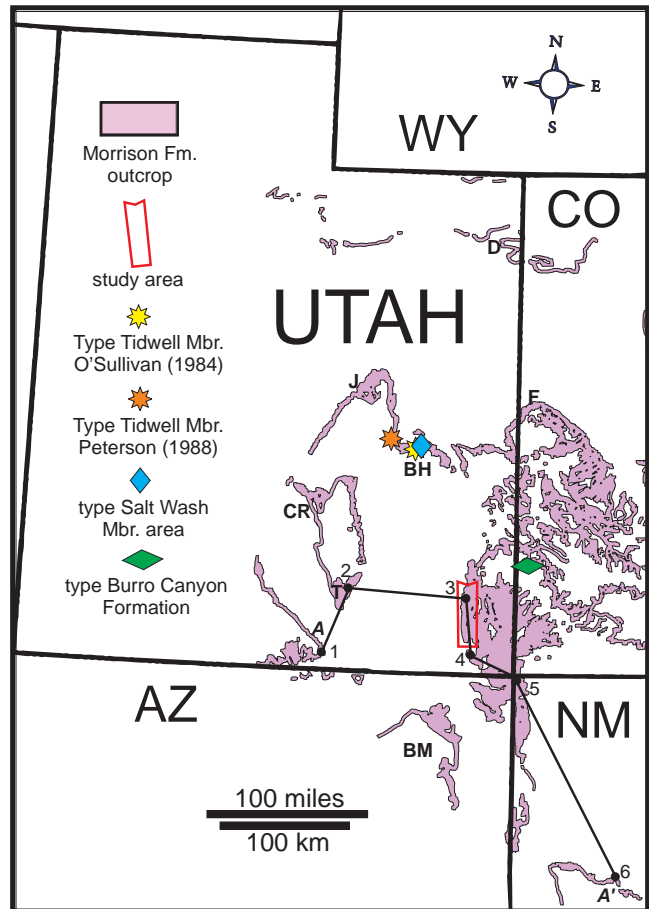 N
W E
S
WY
Morrison Fm.
outcrop
CO
D
study area
UTAH
Type Tidwell Mbr.
O'Sullivan (1984)
J
F
Type Tidwell Mbr.
Peterson (1988)
BH
type Salt Wash
Mbr. area
CR
type Burro Canyon
Formation
2
T
3
A
1
4
5
AZ
NM
BM
100 miles
100 km
6
A'